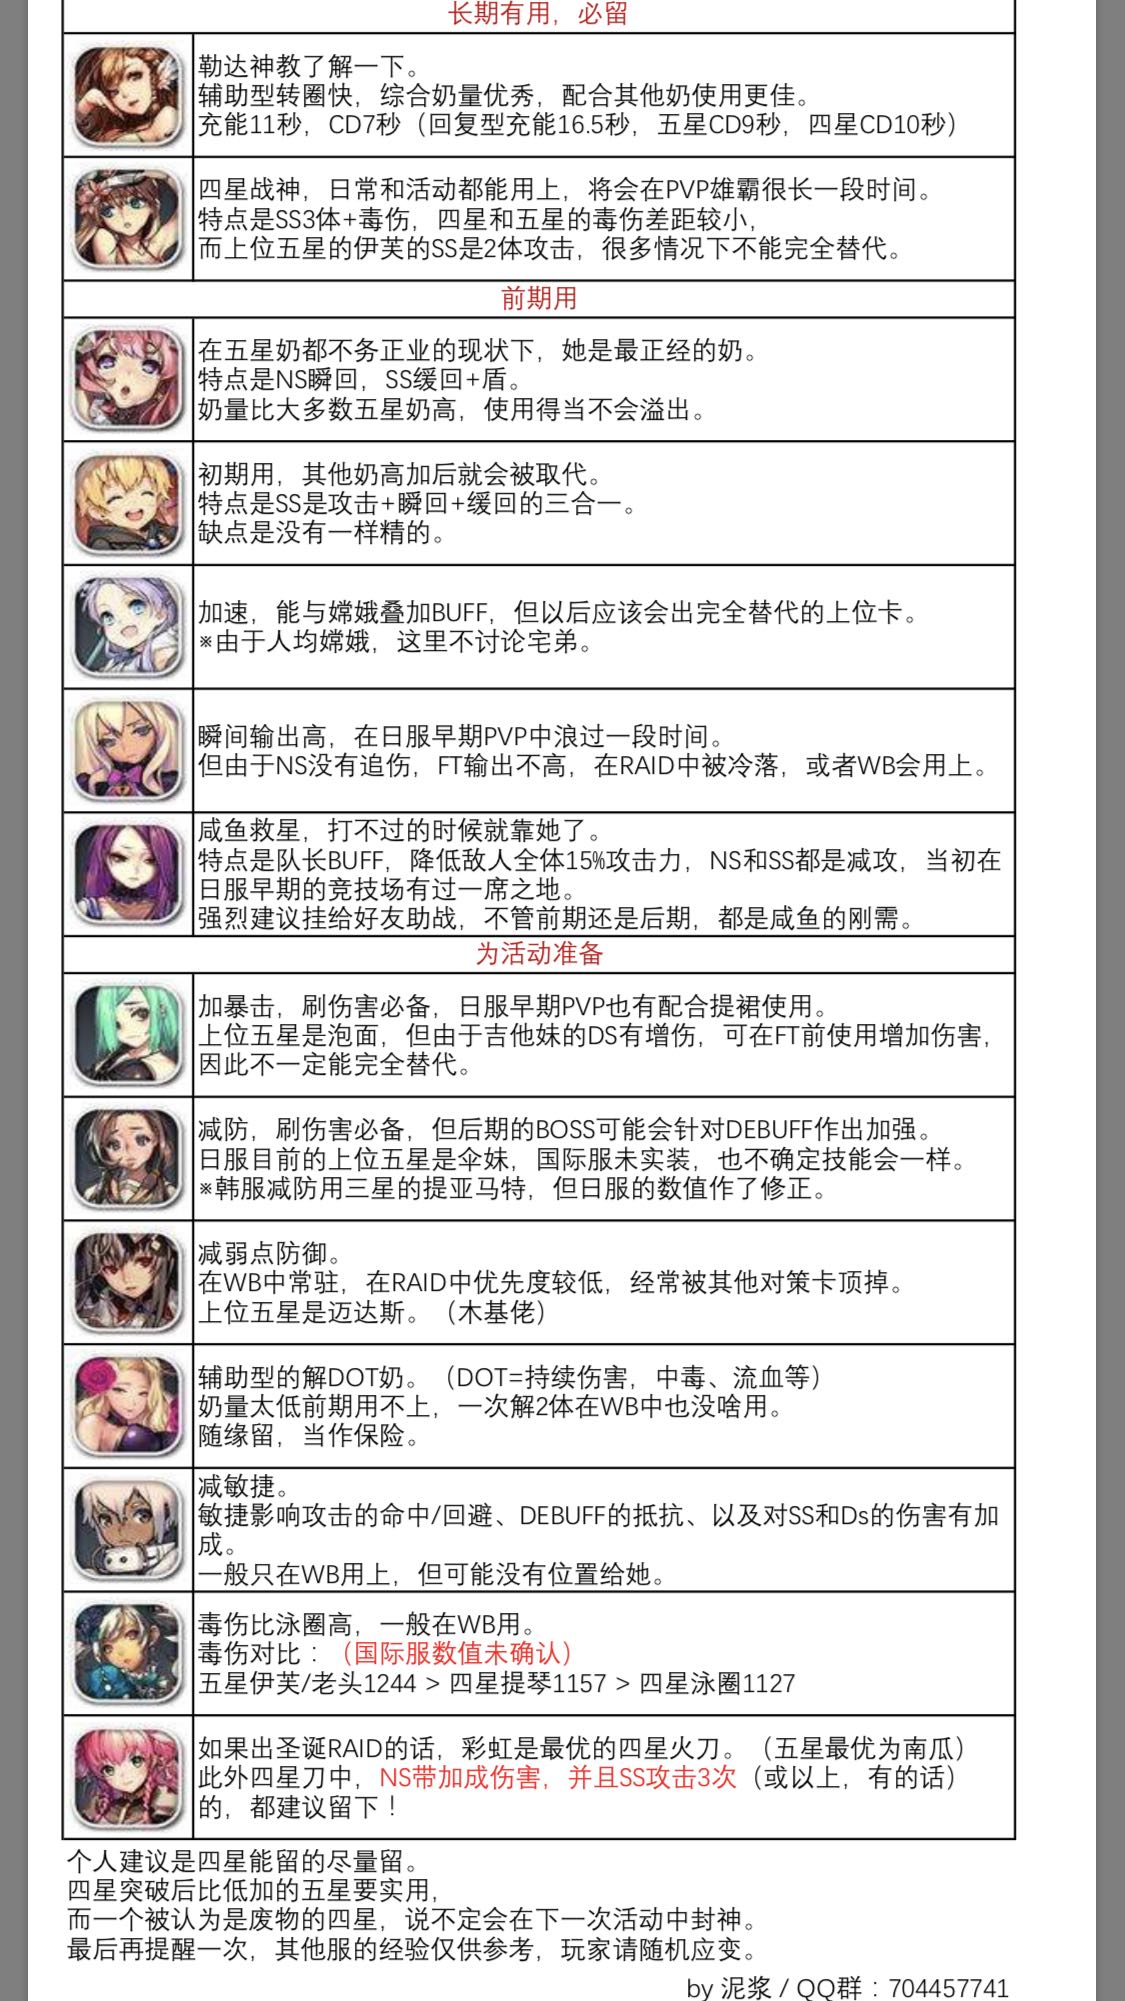 长期有用，必留
勒达神教了解一下。
辅助型转圈快，综合奶量优秀，配合其他奶使用更佳。
充能11秒，CD7秒（回复型充能16.5秒，五星CD9秒，四星CD10秒）
四星战神，日常和活动都能用上，将会在PVP雄霸很长一段时间。
特点是SS3体+毒伤，四星和五星的毒伤差距较小，
而上位五星的伊芙的SS是2体攻击，很多情况下不能完全替代。
前期用
在五星奶都不务正业的现状下，她是最正经的奶。
特点是NS瞬回，SS缓回+盾。
奶量比大多数五星奶高，使用得当不会溢出。
初期用，其他奶高加后就会被取代。
特点是SS是攻击+瞬回+缓回的三合一。
缺点是没有一样精的。
加速，能与嫦娥叠加BUFF，但以后应该会出完全替代的上位卡。
※由于人均嫦娥，这里不讨论宅弟。
瞬间输出高，在日服早期PVP中浪过一段时间。
但由于NS没有追伤，FT输出不高，在RAID中被冷落，或者WB会用上。
咸鱼救星，打不过的时候就靠她了。
特点是队长BUFF，降低敌人全体15%攻击力，NS和SS都是减攻，当初在
日服早期的竞技场有过一席之地。
强烈建议挂给好友助战，不管前期还是后期，都是咸鱼的刚需。
为活动准备
加暴击，刷伤害必备，日服早期PVP也有配合提裙使用。
上位五星是泡面，但由于吉他妹的DS有增伤，可在FT前使用增加伤害，
因此不一定能完全替代。
减防，刷伤害必备，但后期的BOSS可能会针对DEBUFF作出加强。
日服目前的上位五星是伞妹，国际服未实装，也不确定技能会一样。
※韩服减防用三星的提亚马特，但日服的数值作了修正。
减弱点防御。
在WB中常驻，在RAID中优先度较低，经常被其他对策卡顶掉。
上位五星是迈达斯。（木基佬）
辅助型的解DOT奶。（DOT=持续伤害，中毒、流血等）
奶量太低前期用不上，一次解2体在WB中也没啥用。
随缘留，当作保险。
减敏捷。
敏捷影响攻击的命中/回避、DEBUFF的抵抗、以及对SS和Ds的伤害有加
成。
一般只在WB用上，但可能没有位置给她。
毒伤比泳圈高，一般在WB用。
毒伤对比：（国际服数值未确认）
五星伊芙/老头1244 > 四星提琴1157 > 四星泳圈1127
如果出圣诞RAID的话，彩虹是最优的四星火刀。（五星最优为南瓜）
此外四星刀中，NS带加成伤害，并且SS攻击3次（或以上，有的话）
的，都建议留下！
个人建议是四星能留的尽量留。
四星突破后比低加的五星要实用，
而一个被认为是废物的四星，说不定会在下一次活动中封神。
最后再提醒一次，其他服的经验仅供参考，玩家请随机应变。
by 泥浆 / QQ群：704457741